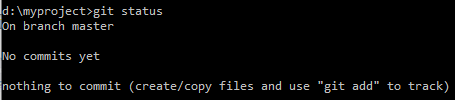 d:\myproject>git status
On branch master
No commits yet
nothing to commit (create/copy files and use "git add" to track)